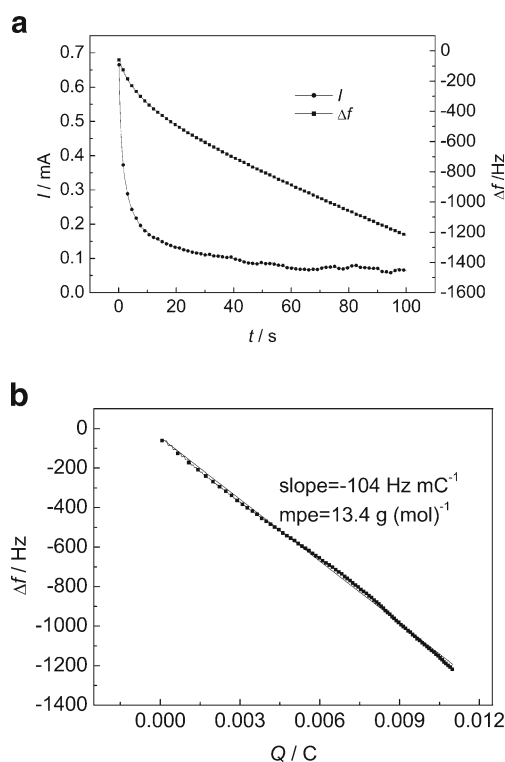 a
0.7
0.6
0.5
0.4
0.3
0.2
0.1
0.0
I / mA
0
-200
-400
-600
-800
-1000
-1200
-1400
-1600
Δf /Hz
I
Δf
0 20 40 60 80 100
t / s
b
0
-200
-400
-600
-800
-1000
-1200
-1400
Δf / Hz
slope=-104 Hz mC⁻¹
mpe=13.4 g (mol)⁻¹
0.000 0.003 0.006 0.009 0.012
Q / C